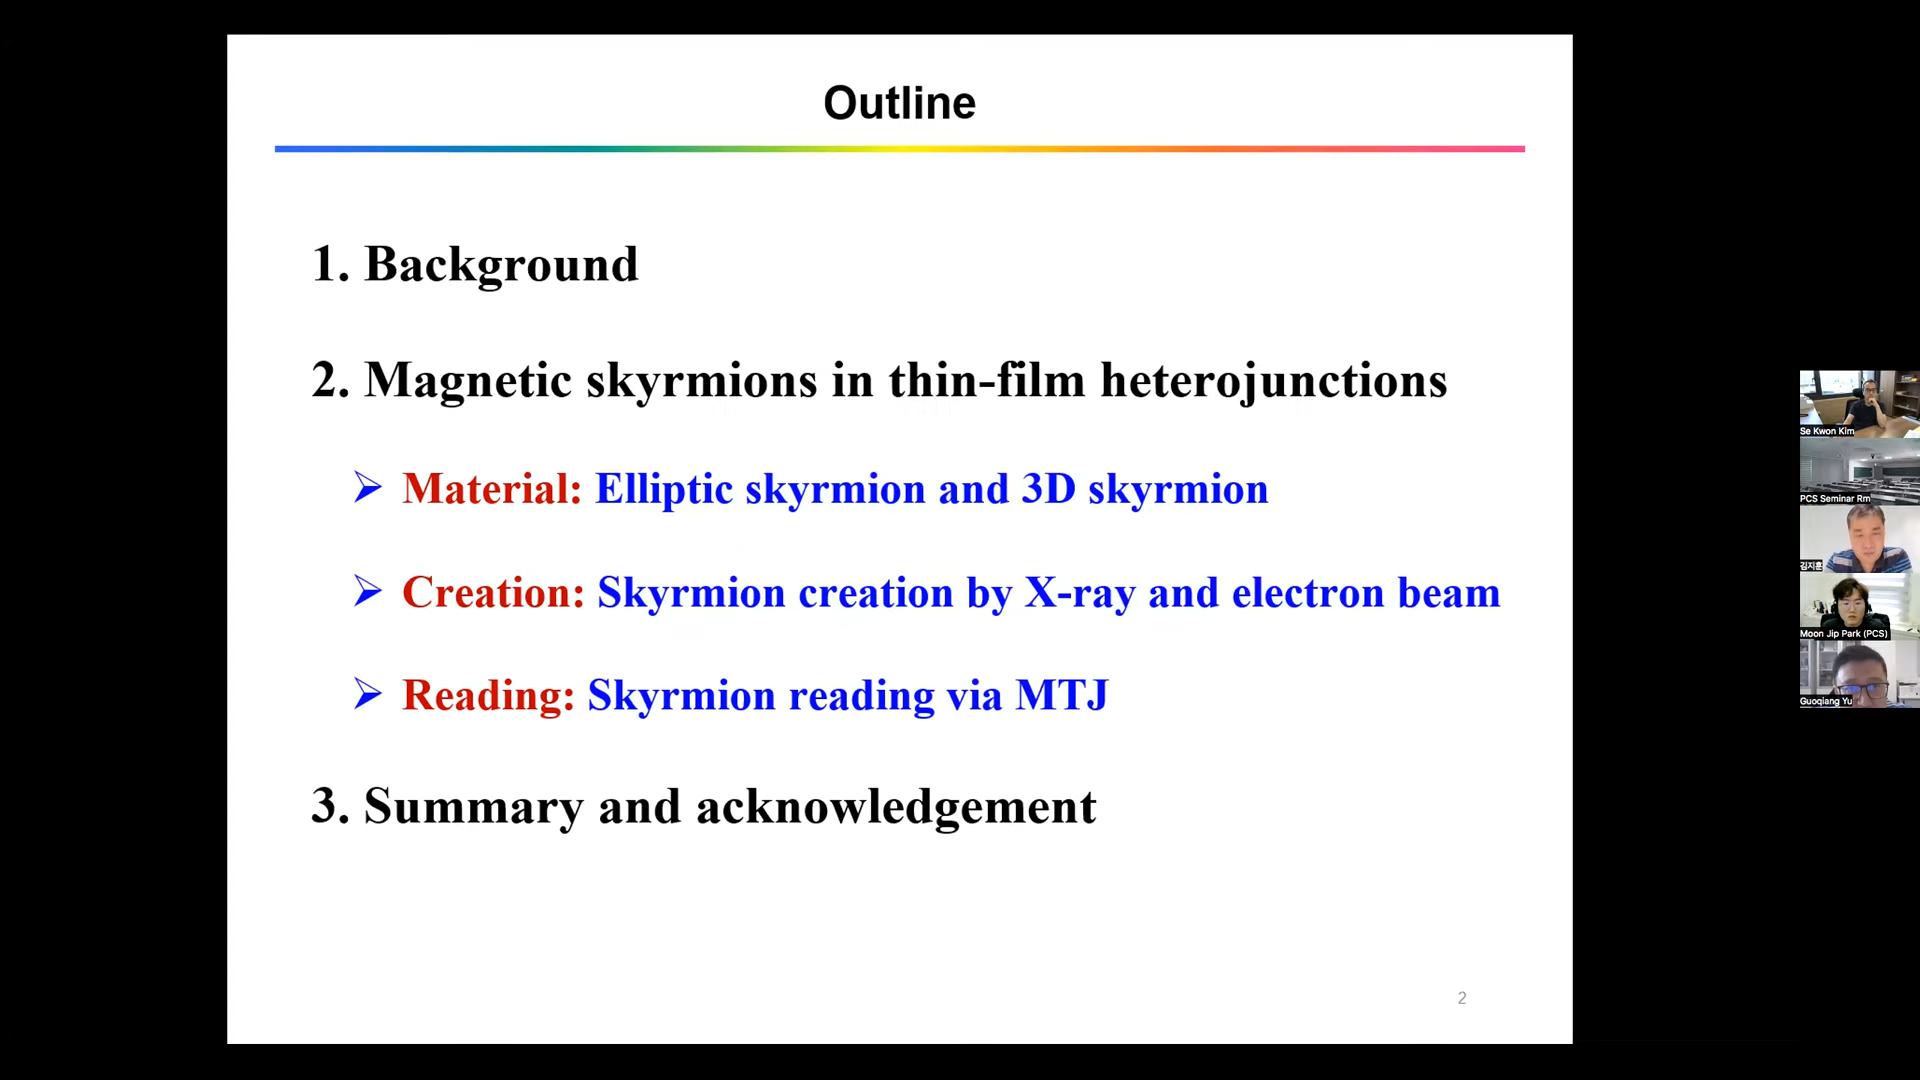 Outline
1. Background
2. Magnetic skyrmions in thin-film heterojunctions
➢ Material: Elliptic skyrmion and 3D skyrmion
➢ Creation: Skyrmion creation by X-ray and electron beam
➢ Reading: Skyrmion reading via MTJ
3. Summary and acknowledgement
2
Se Kwon Kim
PCS Seminar Rm
김지훈
Moon Jip Park (PCS)
Guoqiang Yu